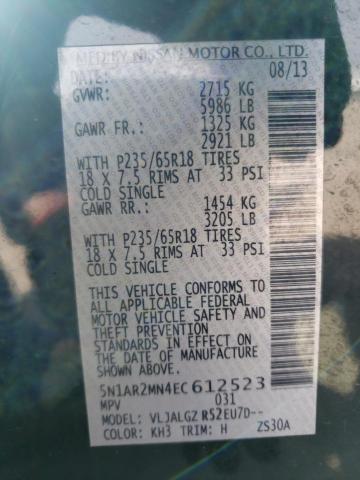 MFD BY NISSAN MOTOR CO., LTD.
DATE: 08/13
GVWR: 2715 KG
5986 LB
GAWR FR.: 1325 KG
2921 LB
WITH P235/65R18 TIRES
18 X 7.5 RIMS AT 33 PSI
COLD SINGLE
GAWR RR.: 1454 KG
3205 LB
WITH P235/65R18 TIRES
18 X 7.5 RIMS AT 33 PSI
COLD SINGLE
THIS VEHICLE CONFORMS TO
ALL APPLICABLE FEDERAL
MOTOR VEHICLE SAFETY,
BUMPER, AND THEFT
PREVENTION STANDARDS IN
EFFECT ON THE DATE OF
MANUFACTURE SHOWN ABOVE.
5N1AR2MN4EC612523
MPV 031
MODEL: VLJALGZ R52EU7D--
COLOR: KH3 TRIM: H ZS30A